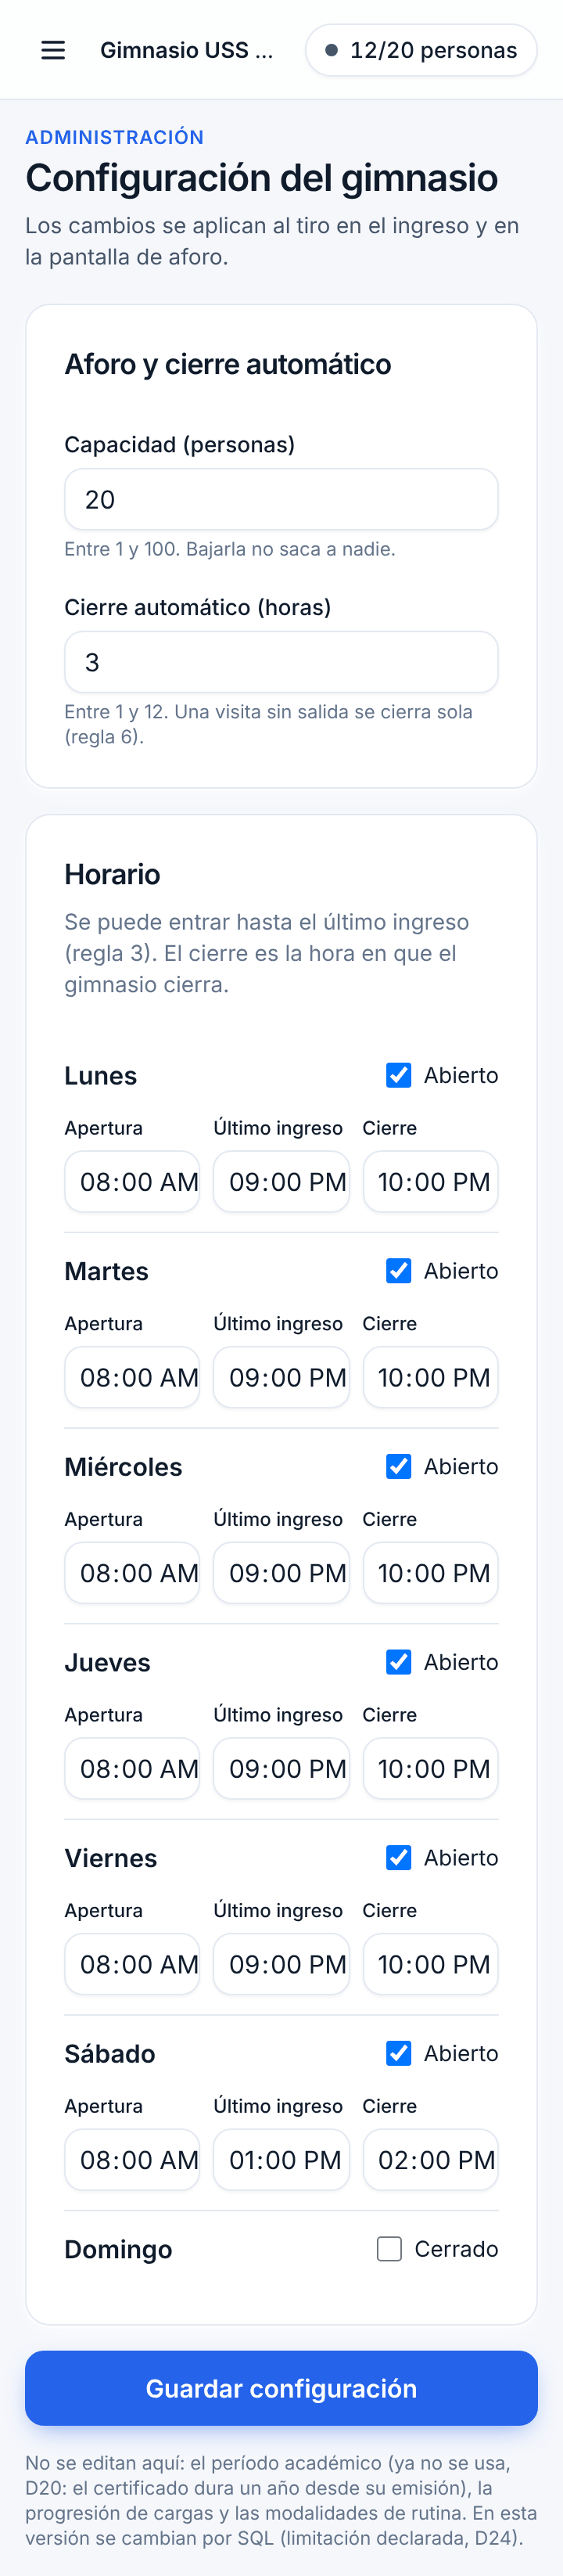 Gimnasio USS ...
12/20 personas
ADMINISTRACIÓN
Configuración del gimnasio
Los cambios se aplican al tiro en el ingreso y en
la pantalla de aforo.
Aforo y cierre automático
Capacidad (personas)
20
Entre 1 y 100. Bajarla no saca a nadie.
Cierre automático (horas)
3
Entre 1 y 12. Una visita sin salida se cierra sola
(regla 6).
Horario
Se puede entrar hasta el último ingreso
(regla 3). El cierre es la hora en que el
gimnasio cierra.
Lunes Abierto
Apertura Último ingreso Cierre
08:00 AM 09:00 PM 10:00 PM
Martes Abierto
Apertura Último ingreso Cierre
08:00 AM 09:00 PM 10:00 PM
Miércoles Abierto
Apertura Último ingreso Cierre
08:00 AM 09:00 PM 10:00 PM
Jueves Abierto
Apertura Último ingreso Cierre
08:00 AM 09:00 PM 10:00 PM
Viernes Abierto
Apertura Último ingreso Cierre
08:00 AM 09:00 PM 10:00 PM
Sábado Abierto
Apertura Último ingreso Cierre
08:00 AM 01:00 PM 02:00 PM
Domingo Cerrado
Guardar configuración
No se editan aquí: el período académico (ya no se usa,
D20: el certificado dura un año desde su emisión), la
progresión de cargas y las modalidades de rutina. En esta
versión se cambian por SQL (limitación declarada, D24).